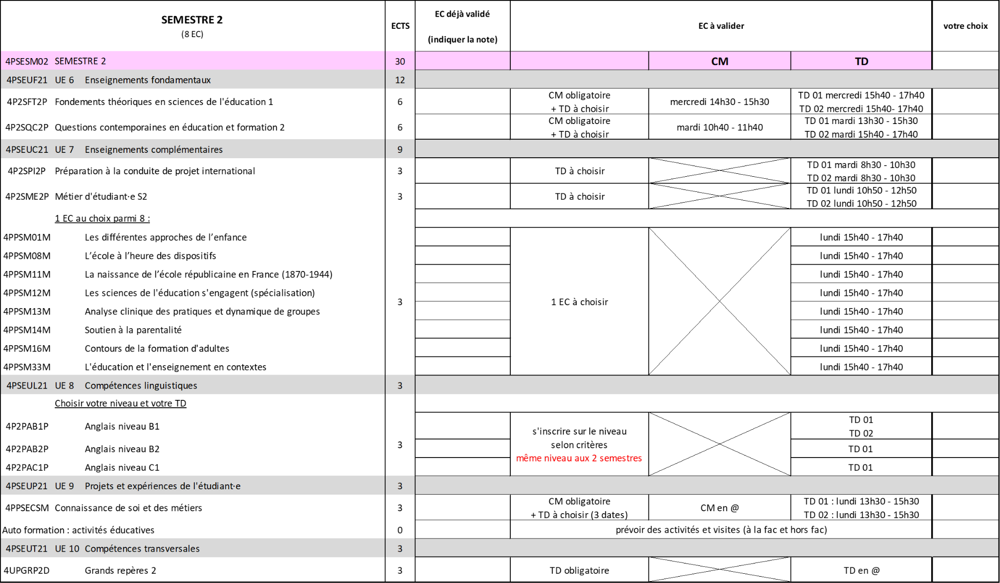 SEMESTRE 2
(8 EC)
ECTS
EC déjà validé
(indiquer la note)
EC à valider
votre choix
4PSESM02 SEMESTRE 2 30 CM TD
4PSEUF21 UE 6 Enseignements fondamentaux 12
4P2SFT2P Fondements théoriques en sciences de l'éducation 1 6
CM obligatoire
+ TD à choisir
mercredi 14h30 - 15h30
TD 01 mercredi 15h40 - 17h40
TD 02 mercredi 15h40- 17h40
4P2SQC2P Questions contemporaines en éducation et formation 2 6
CM obligatoire
+ TD à choisir
mardi 10h40 - 11h40
TD 01 mardi 13h30 - 15h30
TD 02 mardi 15h40 - 17h40
4PSEUC21 UE 7 Enseignements complémentaires 9
4P2SPI2P Préparation à la conduite de projet international 3 TD à choisir
TD 01 mardi 8h30 - 10h30
TD 02 mardi 8h30 - 10h30
4P2SME2P Métier d'étudiant·e S2 3 TD à choisir
TD 01 lundi 10h50 - 12h50
TD 02 lundi 10h50 - 12h50
1 EC au choix parmi 8 :
4PPSM01M Les différentes approches de l’enfance lundi 15h40 - 17h40
4PPSM08M L’école à l’heure des dispositifs lundi 15h40 - 17h40
4PPSM11M La naissance de l’école républicaine en France (1870-1944) lundi 15h40 - 17h40
4PPSM12M Les sciences de l'éducation s'engagent (spécialisation) lundi 15h40 - 17h40
3 1 EC à choisir
4PPSM13M Analyse clinique des pratiques et dynamique de groupes lundi 15h40 - 17h40
4PPSM14M Soutien à la parentalité lundi 15h40 - 17h40
4PPSM16M Contours de la formation d'adultes lundi 15h40 - 17h40
4PPSM33M L'éducation et l'enseignement en contextes lundi 15h40 - 17h40
4PSEUL21 UE 8 Compétences linguistiques 3
Choisir votre niveau et votre TD
4P2PAB1P Anglais niveau B1
TD 01
TD 02
4P2PAB2P Anglais niveau B2 TD 01
4P2PAC1P Anglais niveau C1 TD 01
3
s'inscrire sur le niveau
selon critères
même niveau aux 2 semestres
4PSEUP21 UE 9 Projets et expériences de l'étudiant·e 3
4PPSECSM Connaissance de soi et des métiers 3
CM obligatoire
+ TD à choisir (3 dates)
CM en @
TD 01 : lundi 13h30 - 15h30
TD 02 : lundi 13h30 - 15h30
Auto formation : activités éducatives 0 prévoir des activités et visites (à la fac et hors fac)
4PSEUT21 UE 10 Compétences transversales 3
4UPGRP2D Grands repères 2 3 TD obligatoire TD en @